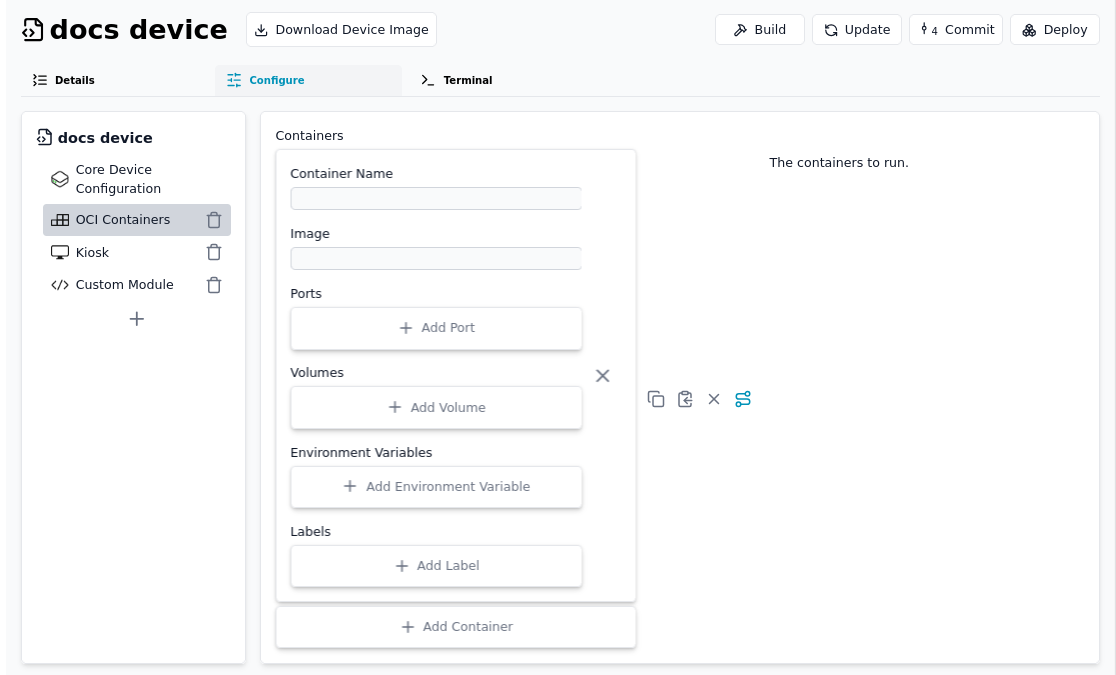 docs device
Download Device Image
Build
Update
4 Commit
Deploy
Details
Configure
Terminal
docs device
Core Device
Configuration
OCI Containers
Kiosk
Custom Module
Containers
Container Name
Image
Ports
Add Port
Volumes
Add Volume
Environment Variables
Add Environment Variable
Labels
Add Label
Add Container
The containers to run.